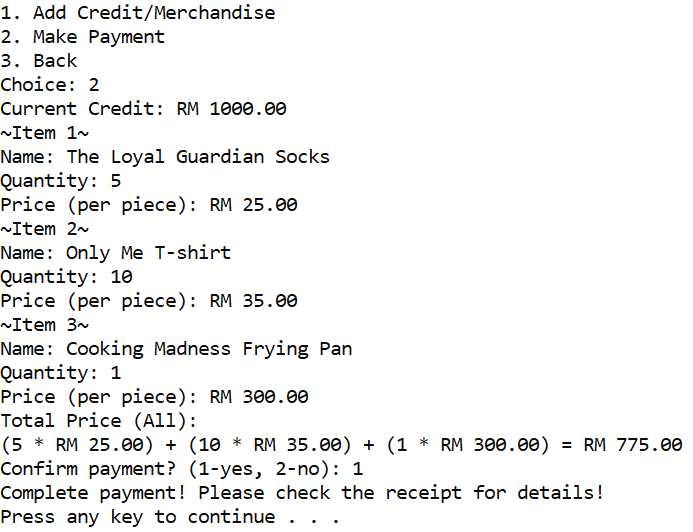 1. Add Credit/Merchandise
2. Make Payment
3. Back
Choice: 2
Current Credit: RM 1000.00
~Item 1~
Name: The Loyal Guardian Socks
Quantity: 5
Price (per piece): RM 25.00
~Item 2~
Name: Only Me T-shirt
Quantity: 10
Price (per piece): RM 35.00
~Item 3~
Name: Cooking Madness Frying Pan
Quantity: 1
Price (per piece): RM 300.00
Total Price (All):
(5 * RM 25.00) + (10 * RM 35.00) + (1 * RM 300.00) = RM 775.00
Confirm payment? (1-yes, 2-no): 1
Complete payment! Please check the receipt for details!
Press any key to continue . . .